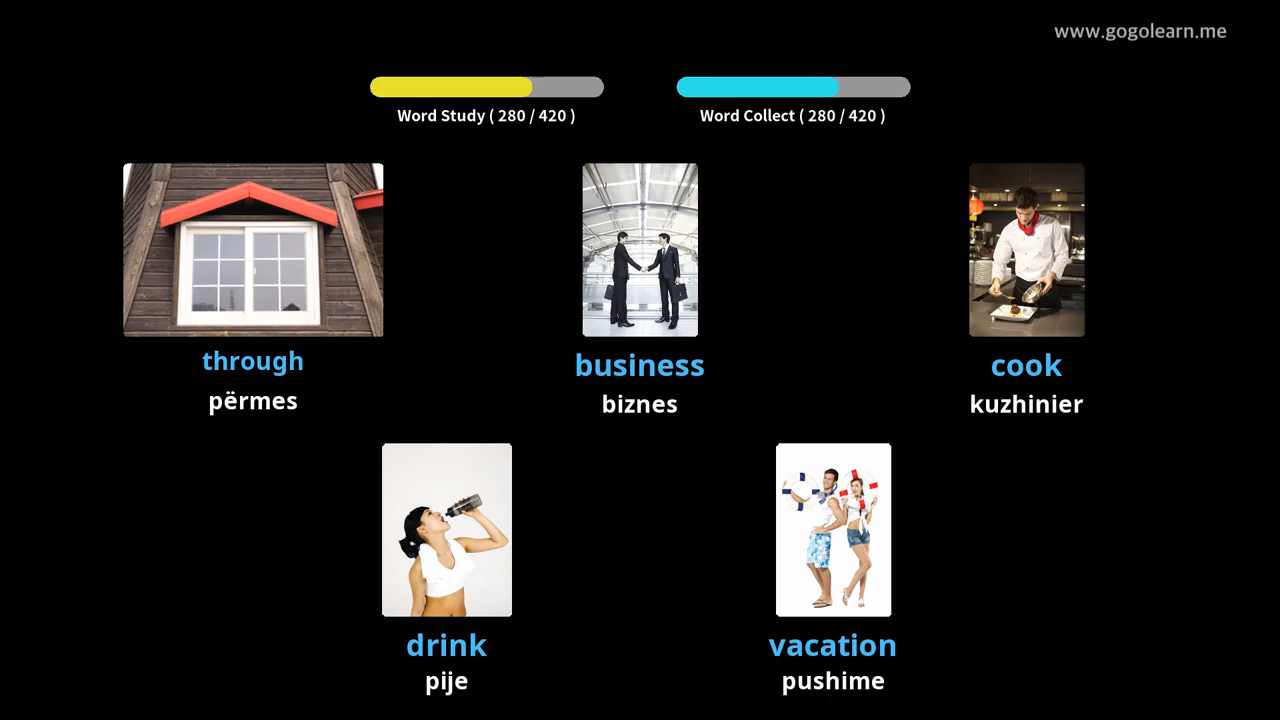 www.gogolearn.me
Word Study ( 280 / 420 )
Word Collect ( 280 / 420 )
through
përmes
business
biznes
cook
kuzhinier
drink
pije
vacation
pushime